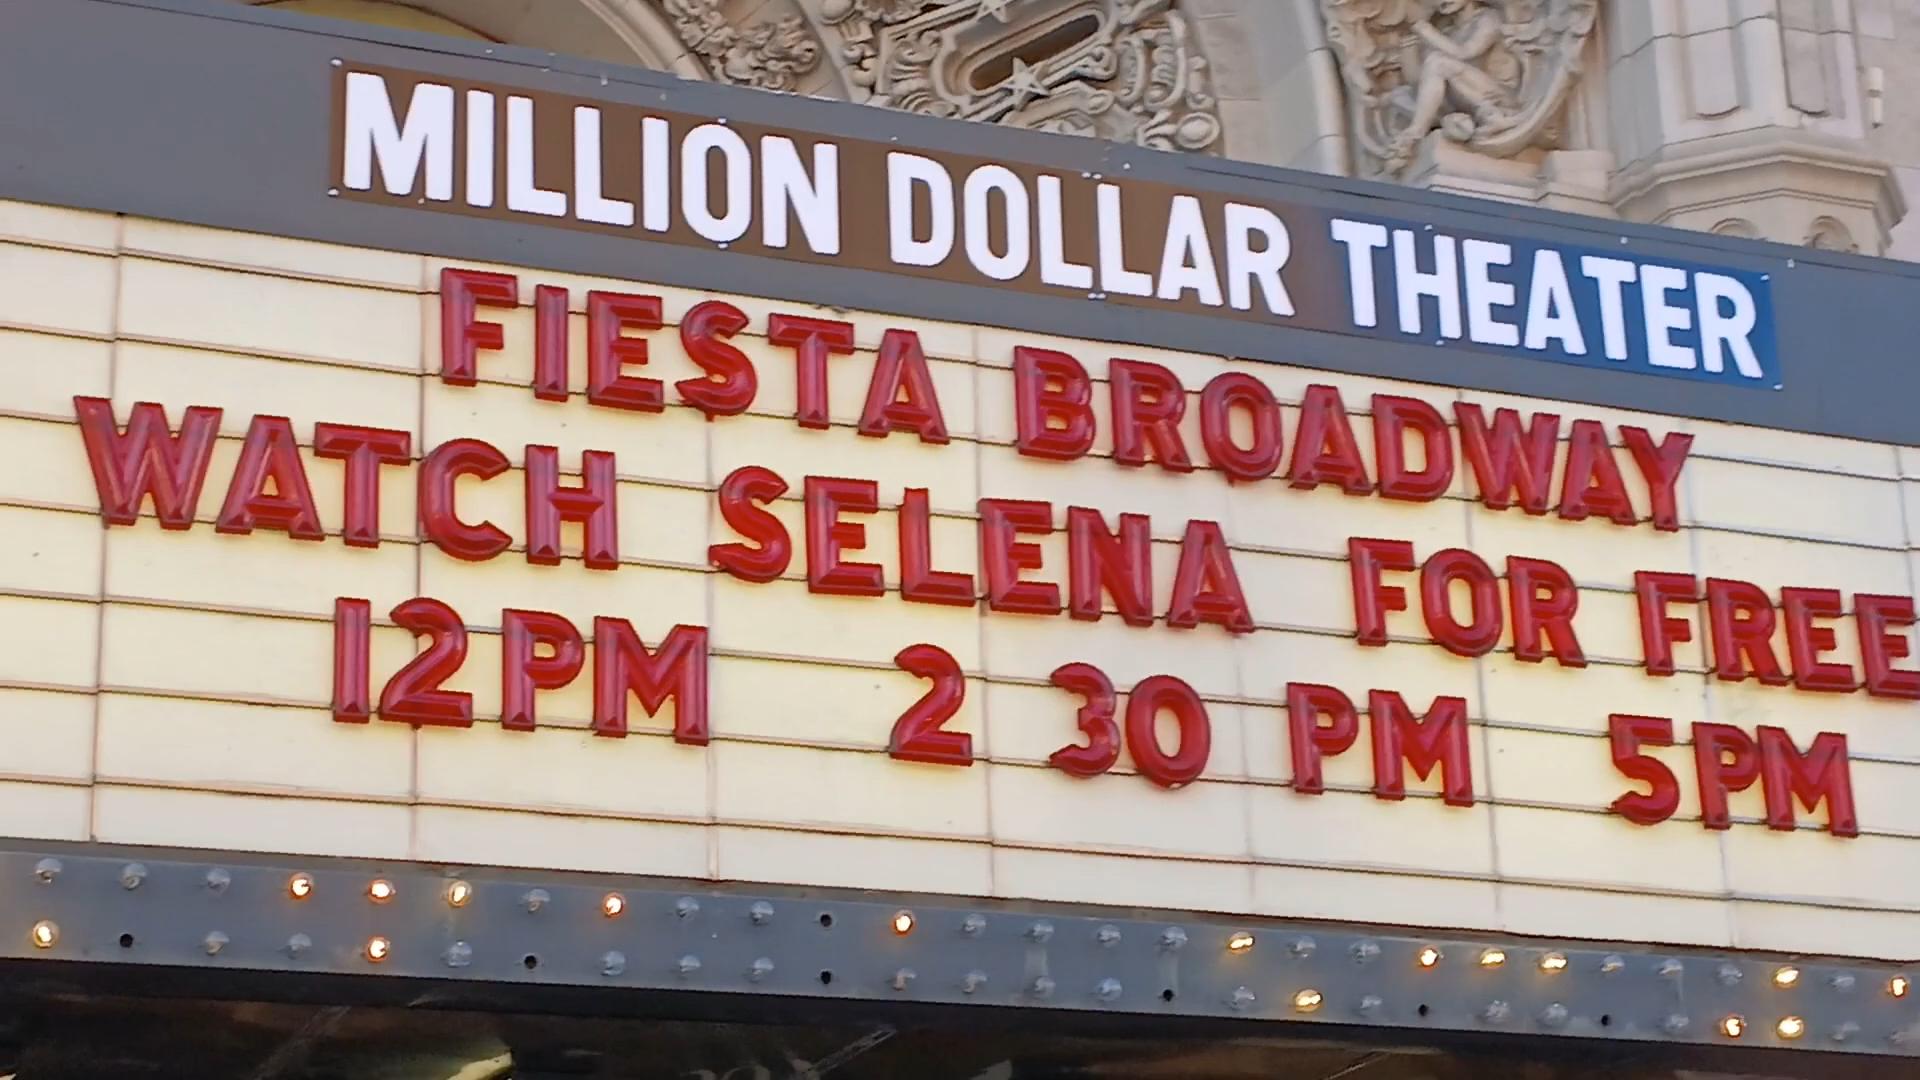 MILLION DOLLAR THEATER
FIESTA BROADWAY
WATCH SELENA FOR FREE
12PM 2 30 PM 5PM